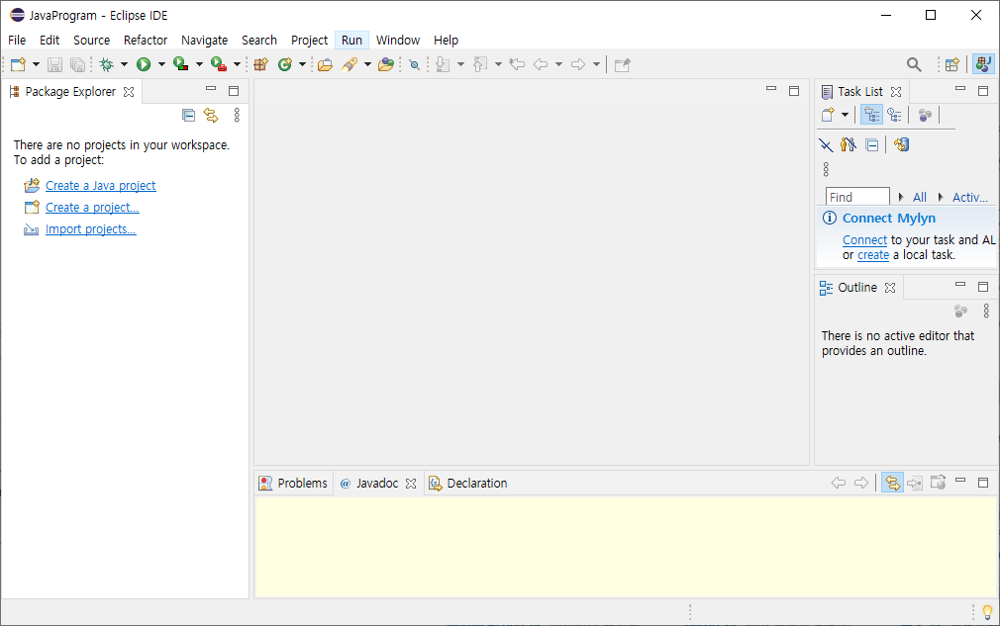 JavaProgram - Eclipse IDE
File Edit Source Refactor Navigate Search Project Run Window Help
Package Explorer
There are no projects in your workspace.
To add a project:
Create a Java project
Create a project...
Import projects...
Task List
Find All Activ...
Connect Mylyn
Connect to your task and AL
or create a local task.
Outline
There is no active editor that
provides an outline.
Problems @ Javadoc Declaration